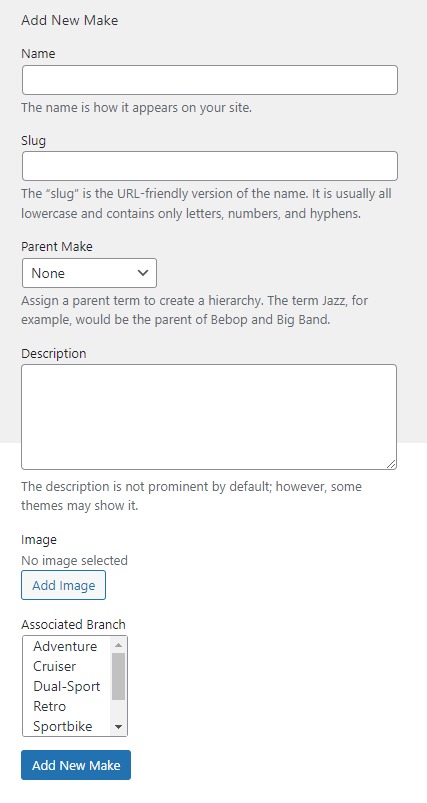 Add New Make
Name
The name is how it appears on your site.
Slug
The “slug” is the URL-friendly version of the name. It is usually all
lowercase and contains only letters, numbers, and hyphens.
Parent Make
None
Assign a parent term to create a hierarchy. The term Jazz, for
example, would be the parent of Bebop and Big Band.
Description
The description is not prominent by default; however, some
themes may show it.
Image
No image selected
Add Image
Associated Branch
Adventure
Cruiser
Dual-Sport
Retro
Sportbike
Add New Make